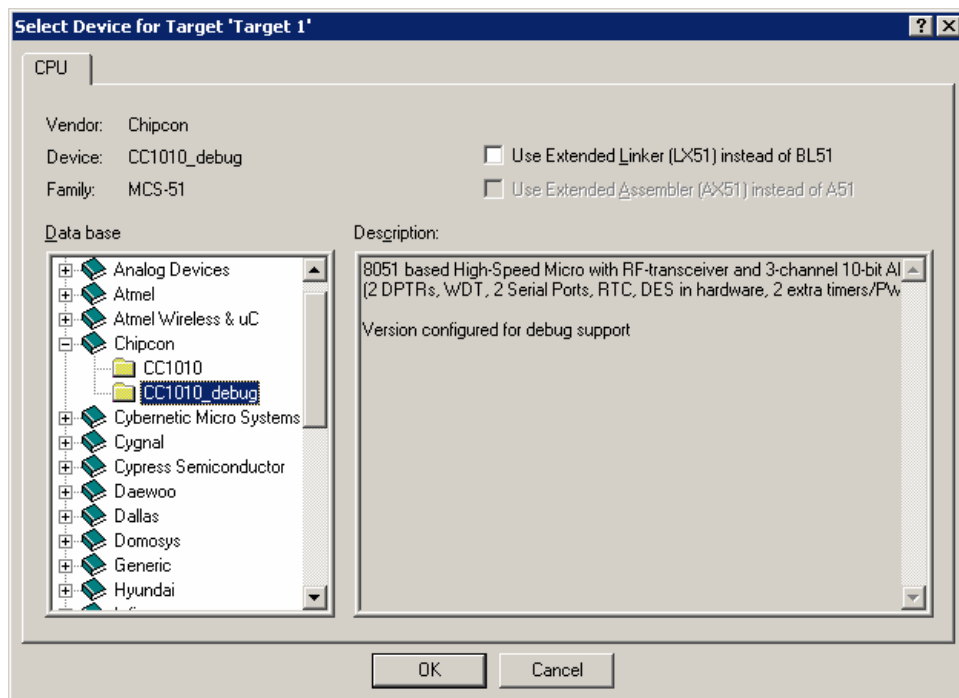 Select Device for Target 'Target 1'
CPU
Vendor: Chipcon
Device: CC1010_debug
Use Extended Linker (LX51) instead of BL51
Family: MCS-51
Use Extended Assembler (AX51) instead of A51
Data base
Description:
Analog Devices
Atmel
Atmel Wireless & uC
Chipcon
CC1010
CC1010_debug
Cybernetic Micro Systems
Cygnal
Cypress Semiconductor
Daewoo
Dallas
Domosys
Generic
Hyundai
8051 based High-Speed Micro with RF-transceiver and 3-channel 10-bit
(2 DPTRs, WDT, 2 Serial Ports, RTC, DES in hardware, 2 extra
Version configured for debug support
OK
Cancel